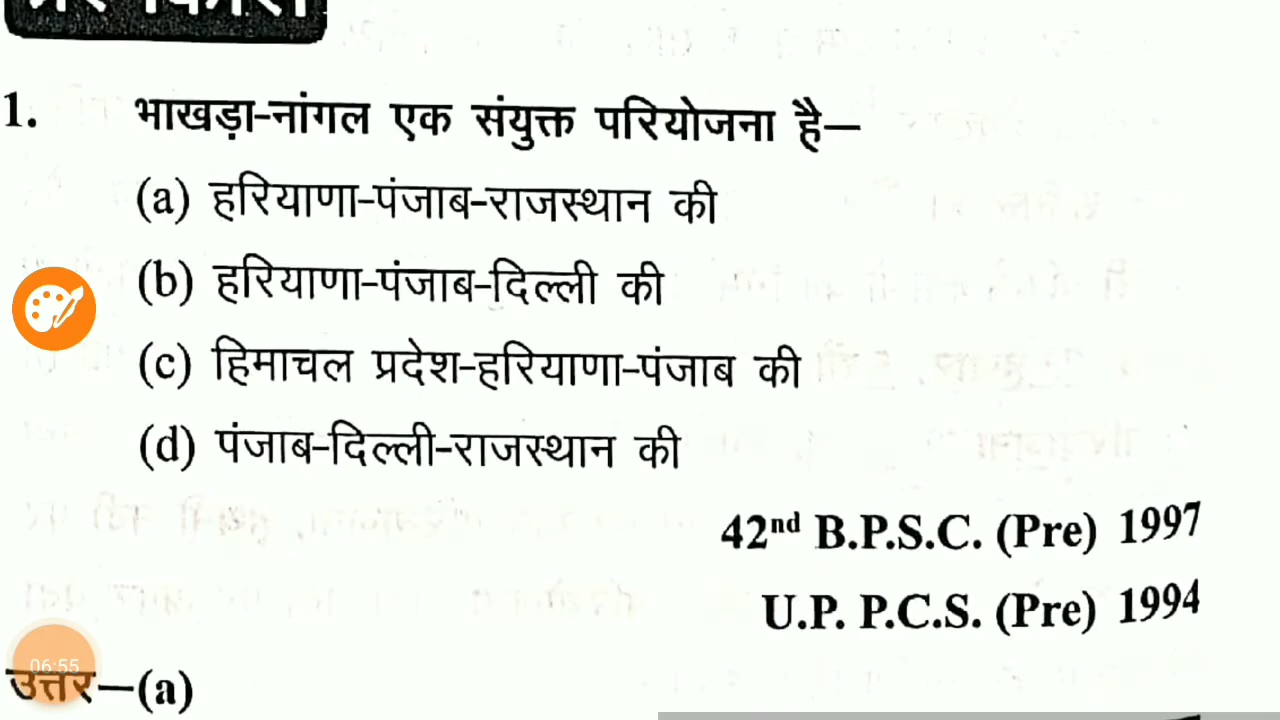 1. भाखड़ा-नांगल एक संयुक्त परियोजना है—
(a) हरियाणा-पंजाब-राजस्थान की
(b) हरियाणा-पंजाब-दिल्ली की
(c) हिमाचल प्रदेश-हरियाणा-पंजाब की
(d) पंजाब-दिल्ली-राजस्थान की
42nd B.P.S.C. (Pre) 1997
U.P. P.C.S. (Pre) 1994
06:55
उत्तर—(a)